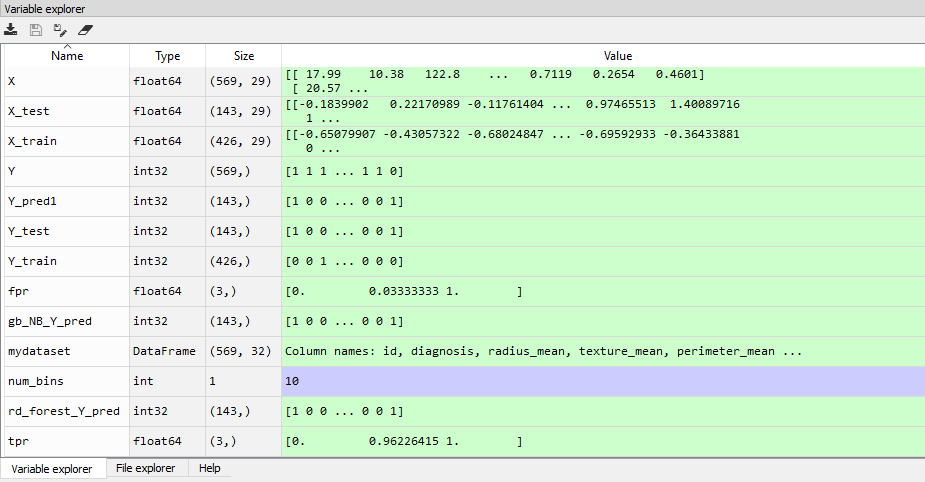 Variable explorer
Name Type Size Value
X float64 (569, 29) [[ 17.99 10.38 122.8 ... 0.7119 0.2654 0.4601]
[ 20.57 ...
X_test float64 (143, 29) [[-0.1839902 0.22170989 -0.11761404 ... 0.97465513 1.40089716
1 ...
X_train float64 (426, 29) [[-0.65079907 -0.43057322 -0.68024847 ... -0.69592933 -0.36433881
0 ...
Y int32 (569,) [1 1 1 ... 1 1 0]
Y_pred1 int32 (143,) [1 0 0 ... 0 0 1]
Y_test int32 (143,) [1 0 0 ... 0 0 1]
Y_train int32 (426,) [0 0 1 ... 0 0 0]
fpr float64 (3,) [0. 0.03333333 1. ]
gb_NB_Y_pred int32 (143,) [1 0 0 ... 0 0 1]
mydataset DataFrame (569, 32) Column names: id, diagnosis, radius_mean, texture_mean, perimeter_mean ...
num_bins int 1 10
rd_forest_Y_pred int32 (143,) [1 0 0 ... 0 0 1]
tpr float64 (3,) [0. 0.96226415 1. ]
Variable explorer File explorer Help